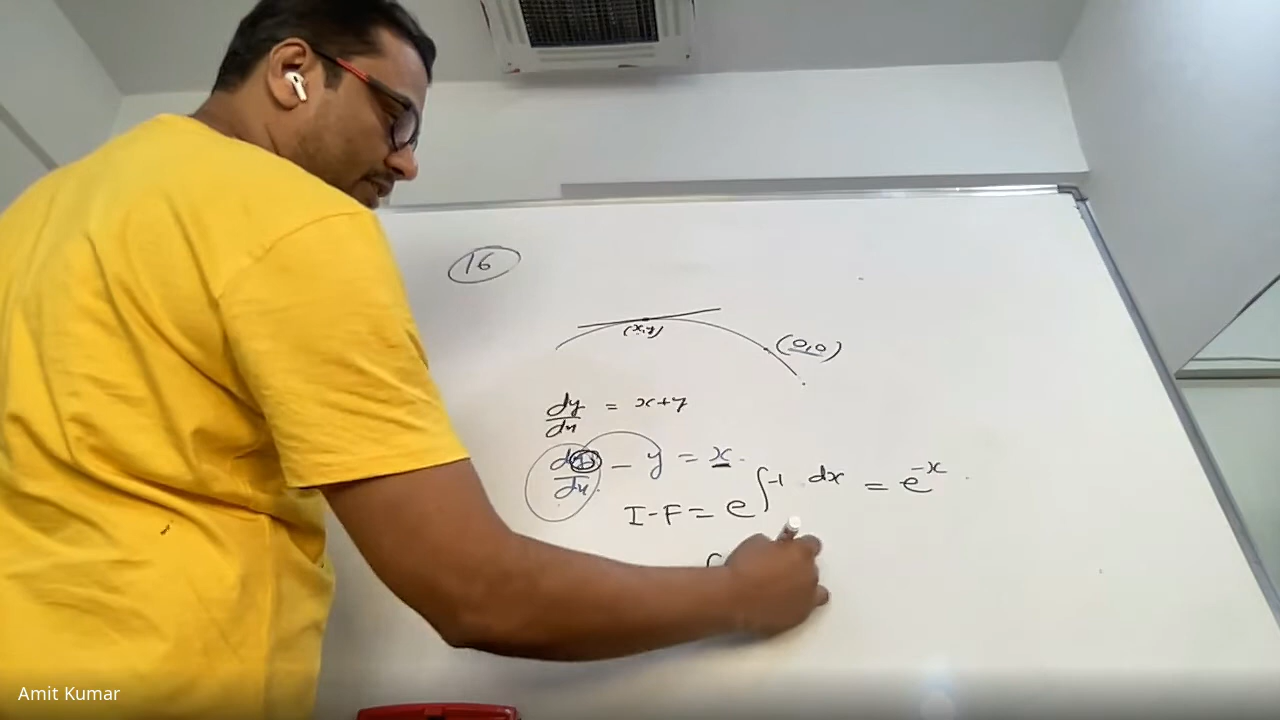 16
(x,y)
(0,0)
dy/dx = x+y
dy/dx - y = x.
I-F = e^∫-1 dx = e^-x
Amit Kumar